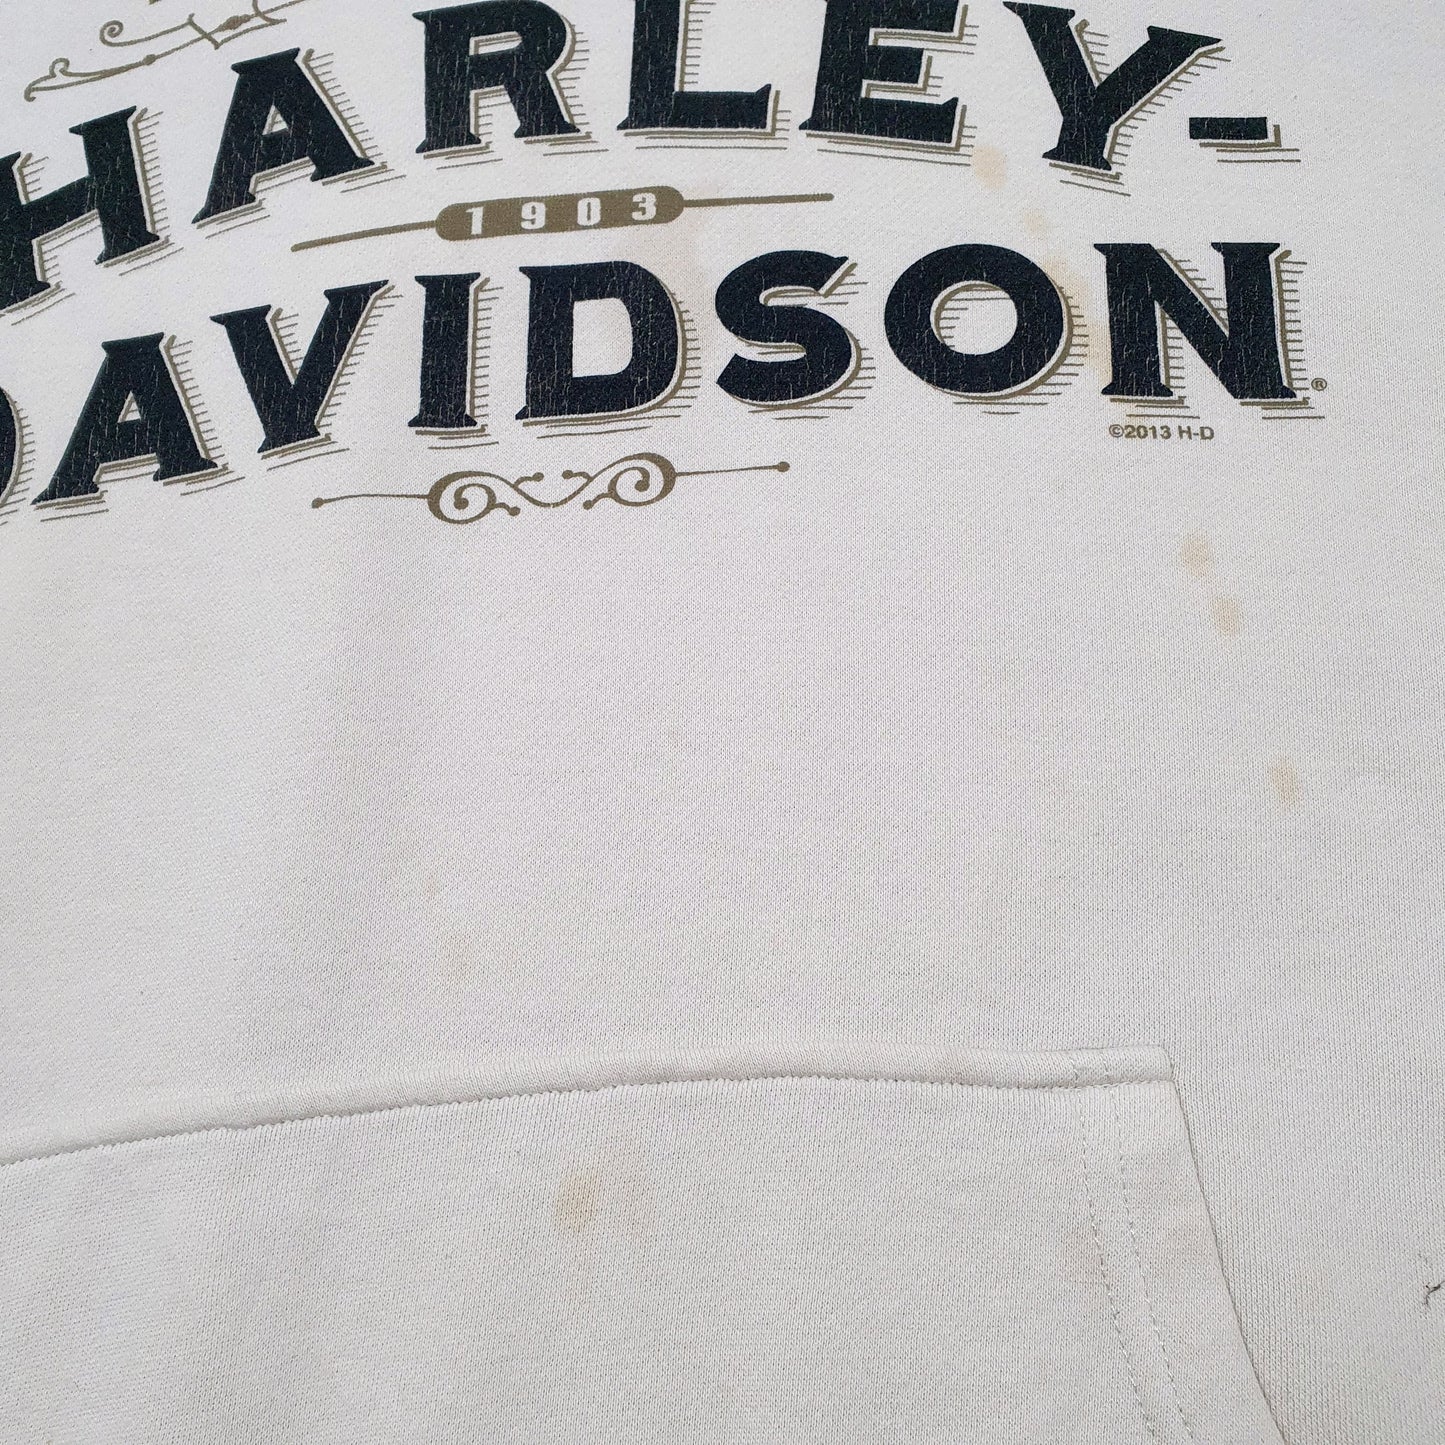 HARLEY-
1903
DAVIDSON®
©2013 H-D